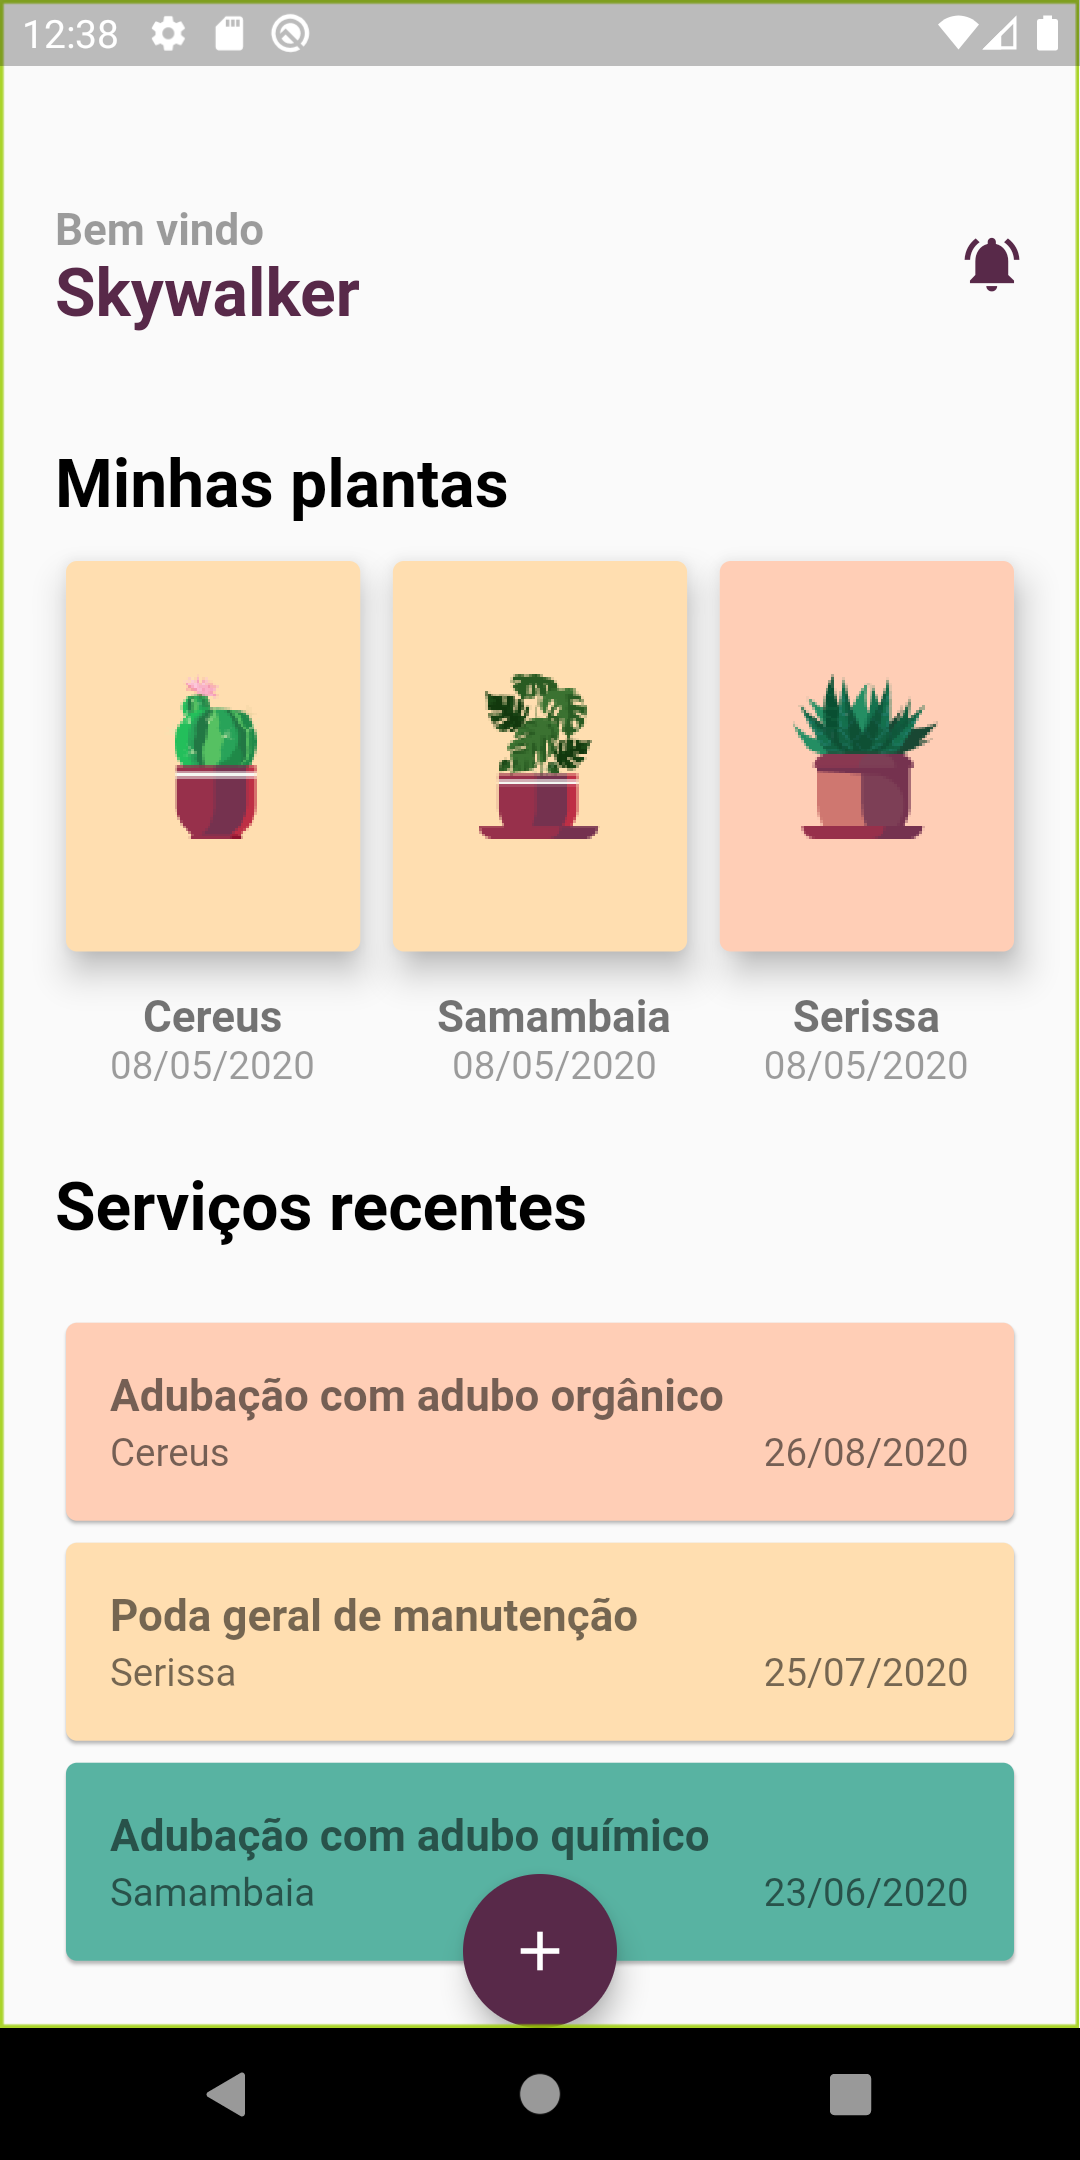 12:38
Bem vindo
Skywalker
Minhas plantas
Cereus
08/05/2020
Samambaia
08/05/2020
Serissa
08/05/2020
Serviços recentes
Adubação com adubo orgânico
Cereus 26/08/2020
Poda geral de manutenção
Serissa 25/07/2020
Adubação com adubo químico
Samambaia 23/06/2020
+